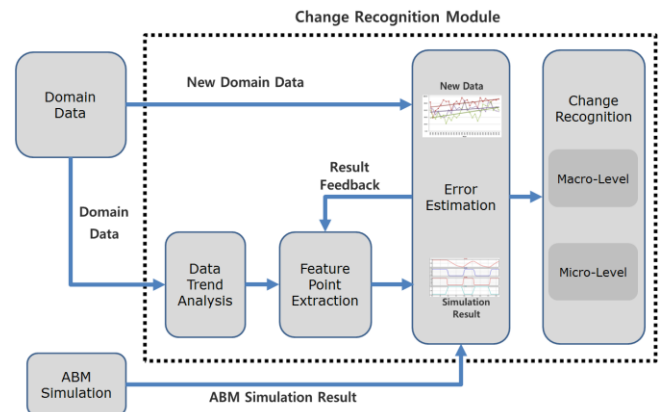 Change Recognition Module
Domain
Data
New Domain Data
New Data
Change
Recognition
Macro-Level
Micro-Level
Result
Feedback
Error
Estimation
Domain
Data
Data
Trend
Analysis
Feature
Point
Extraction
Simulation
Result
ABM
Simulation
ABM Simulation Result